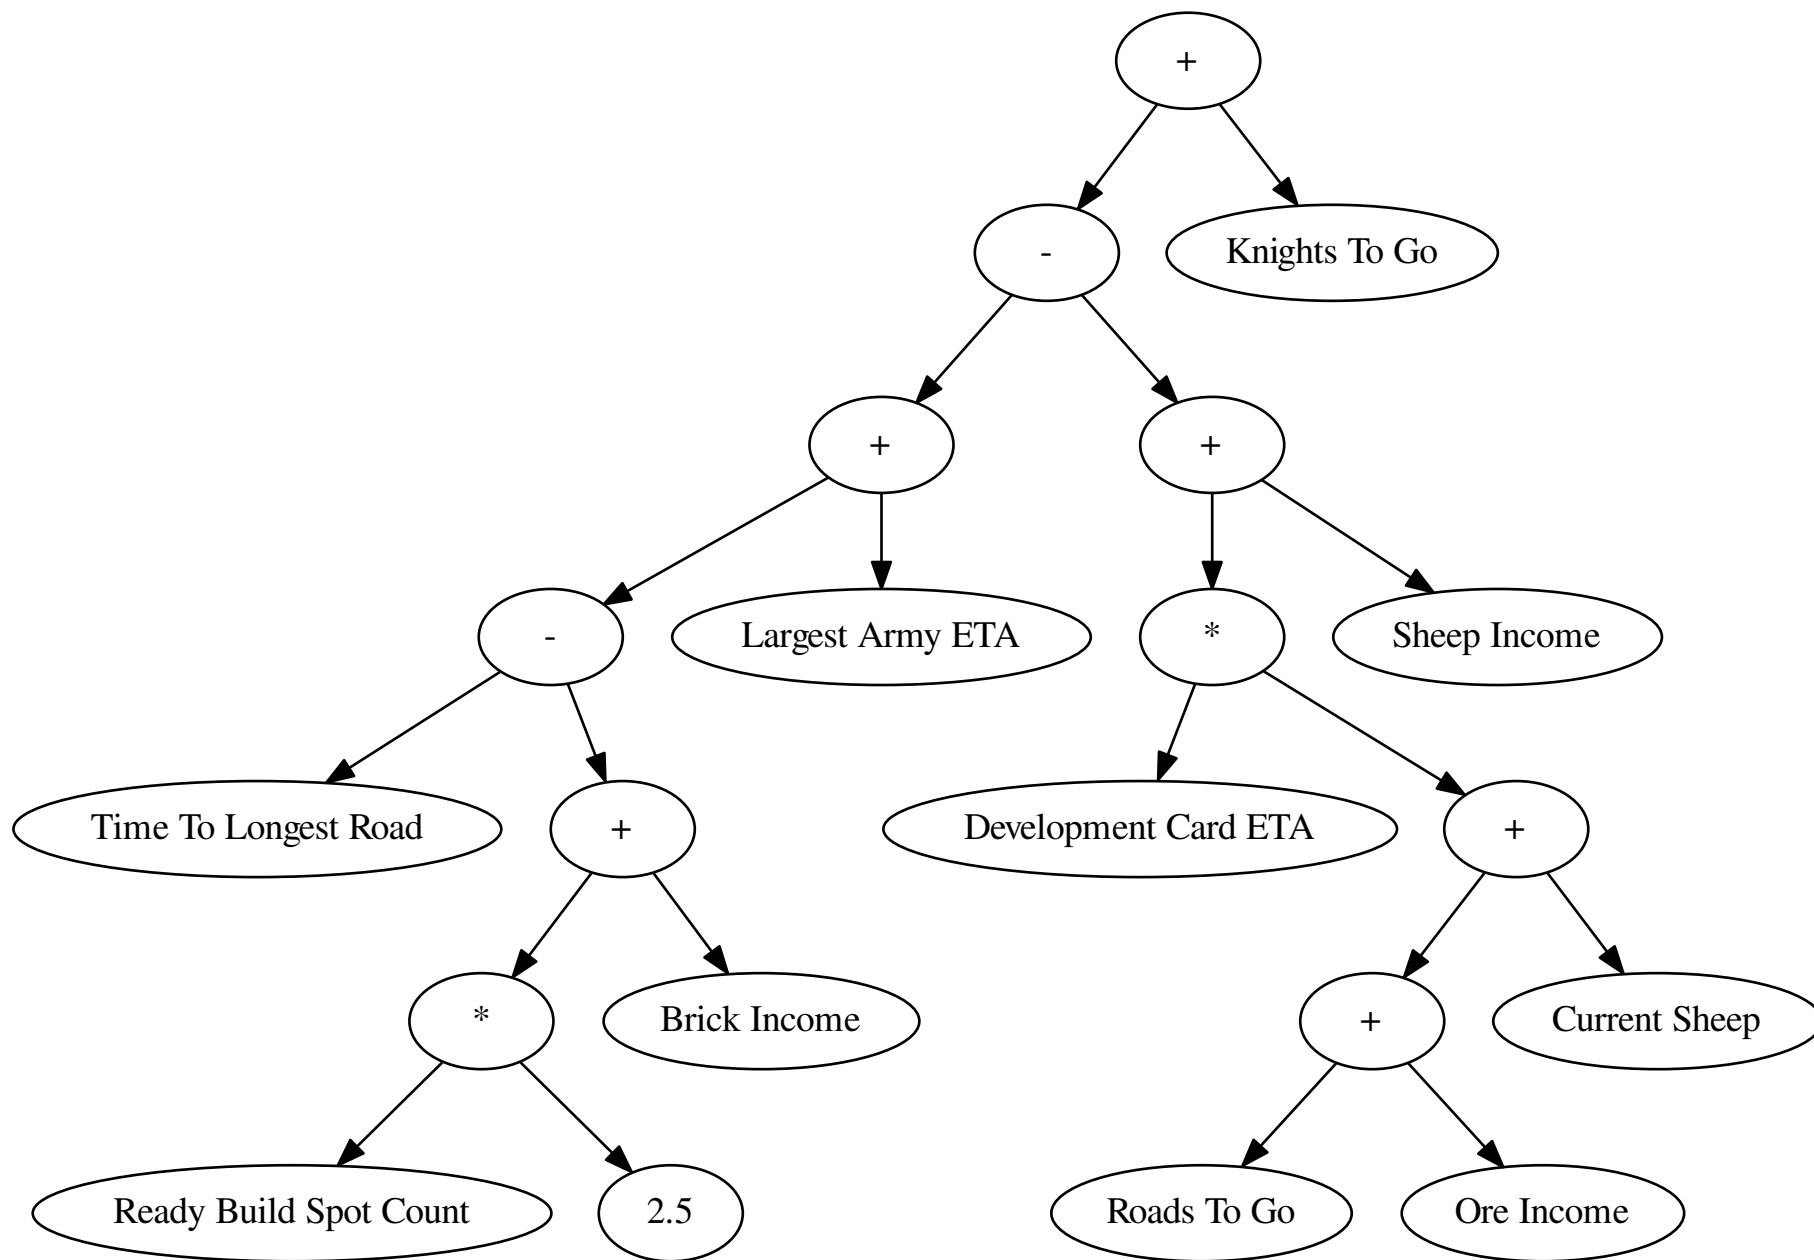 +
-
Knights To Go
+
+
-
Largest Army ETA
*
Sheep Income
Time To Longest Road
+
Development Card ETA
+
*
Brick Income
+
Current Sheep
Ready Build Spot Count
2.5
Roads To Go
Ore Income